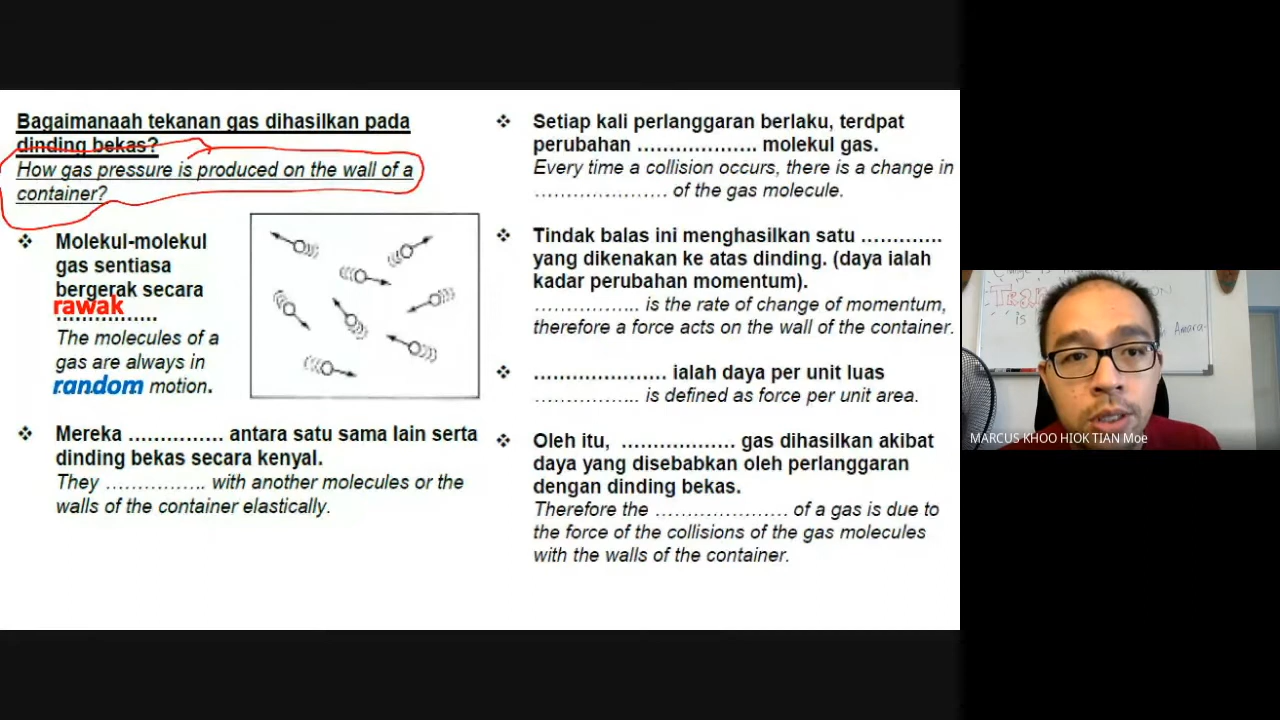 Bagaimanaah tekanan gas dihasilkan pada
dinding bekas?
How gas pressure is produced on the wall of a
container?
❖ Molekul-molekul
gas sentiasa
bergerak secara
rawak
................
The molecules of a
gas are always in
random motion.
❖ Mereka ............... antara satu sama lain serta
dinding bekas secara kenyal.
They ................. with another molecules or the
walls of the container elastically.
❖ Setiap kali perlanggaran berlaku, terdpat
perubahan ................... molekul gas.
Every time a collision occurs, there is a change in
...................... of the gas molecule.
❖ Tindak balas ini menghasilkan satu .............
yang dikenakan ke atas dinding. (daya ialah
kadar perubahan momentum).
.................. is the rate of change of momentum,
therefore a force acts on the wall of the container.
❖ ..................... ialah daya per unit luas
.................. is defined as force per unit area.
❖ Oleh itu, .................. gas dihasilkan akibat
daya yang disebabkan oleh perlanggaran
dengan dinding bekas.
Therefore the ....................... of a gas is due to
the force of the collisions of the gas molecules
with the walls of the container.
is
MARCUS KHOO HIOK TIAN Moe